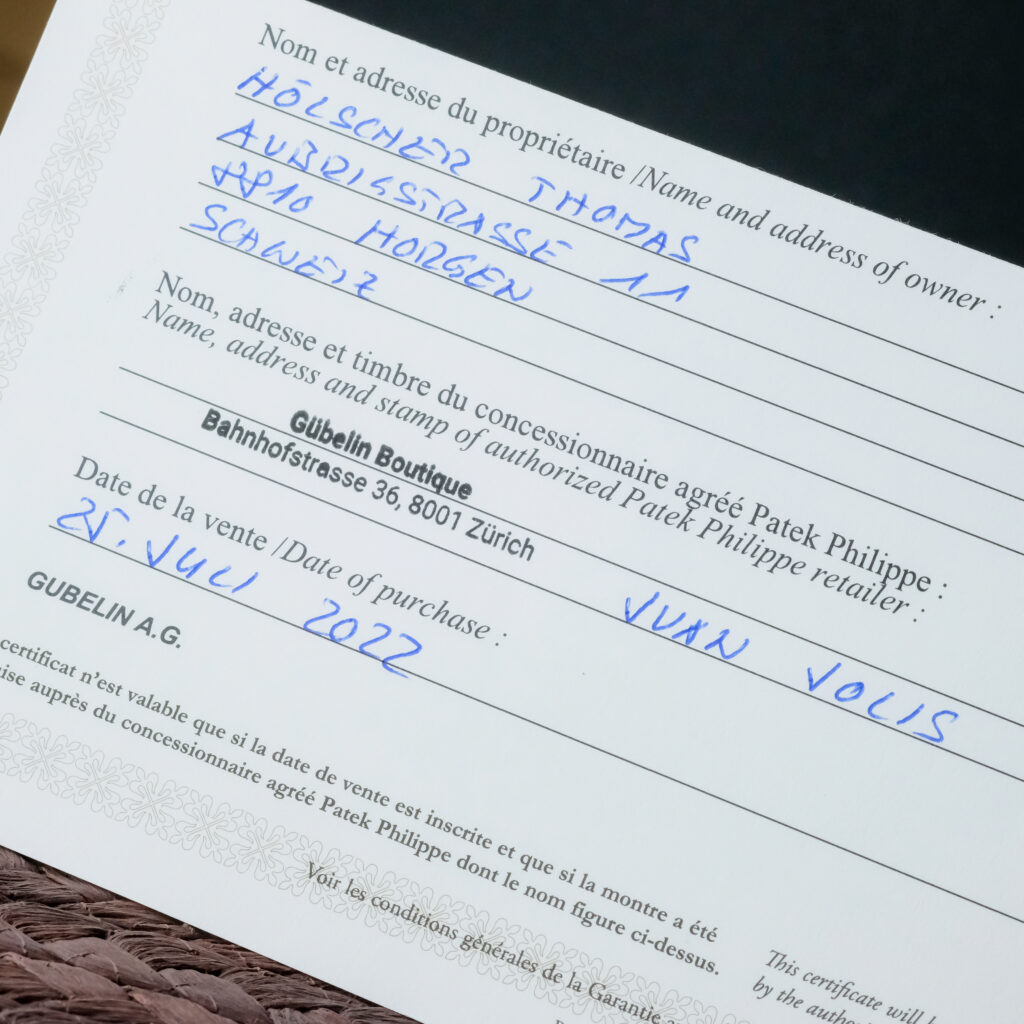 Nom et adresse du propriétaire / Name and address of owner :
HÖLSCHER THOMAS
AUBRIGSTRASSE 11
8810 HORGEN
SCHWEIZ
Nom, adresse et timbre du concessionnaire agréé Patek Philippe :
Name, address and stamp of authorized Patek Philippe retailer :
Gübelin Boutique
Bahnhofstrasse 36, 8001 Zürich
JUAN VOLIS
Date de la vente / Date of purchase :
25. JULI 2022
GUBELIN A.G.
certificat n'est valable que si la date de vente est inscrite et que si la montre a été
ise auprès du concessionnaire agréé Patek Philippe dont le nom figure ci-dessus.
Voir les conditions générales de la Garantie
This certificate will
by the autho